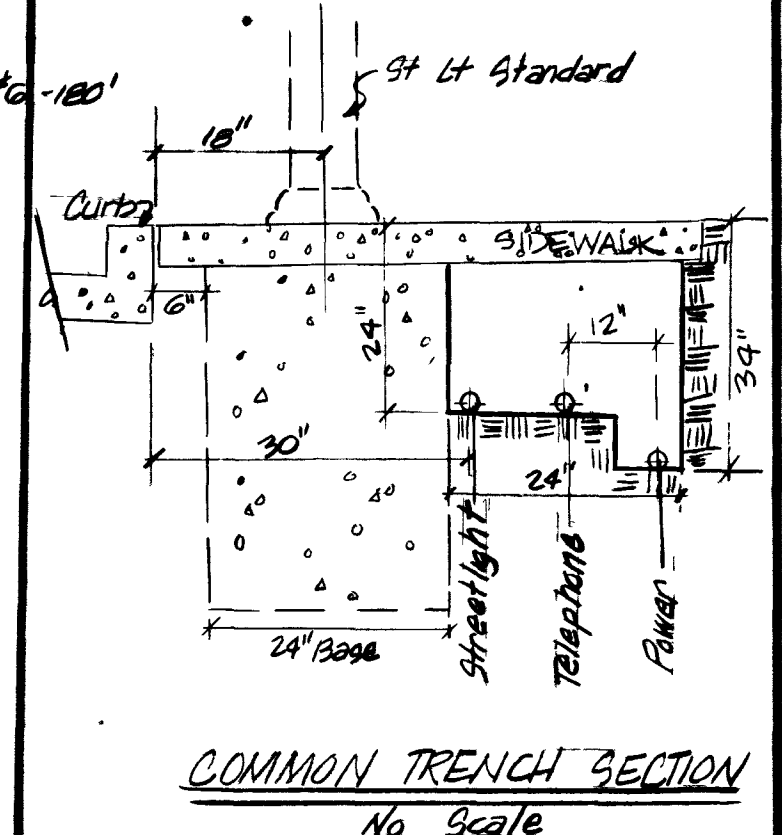 #6-180'
St Lt Standard
18"
Curb
SIDEWALK
6"
24"
12"
34"
30"
24"
24" Base
Streetlight
Telephone
Power
COMMON TRENCH SECTION
No Scale